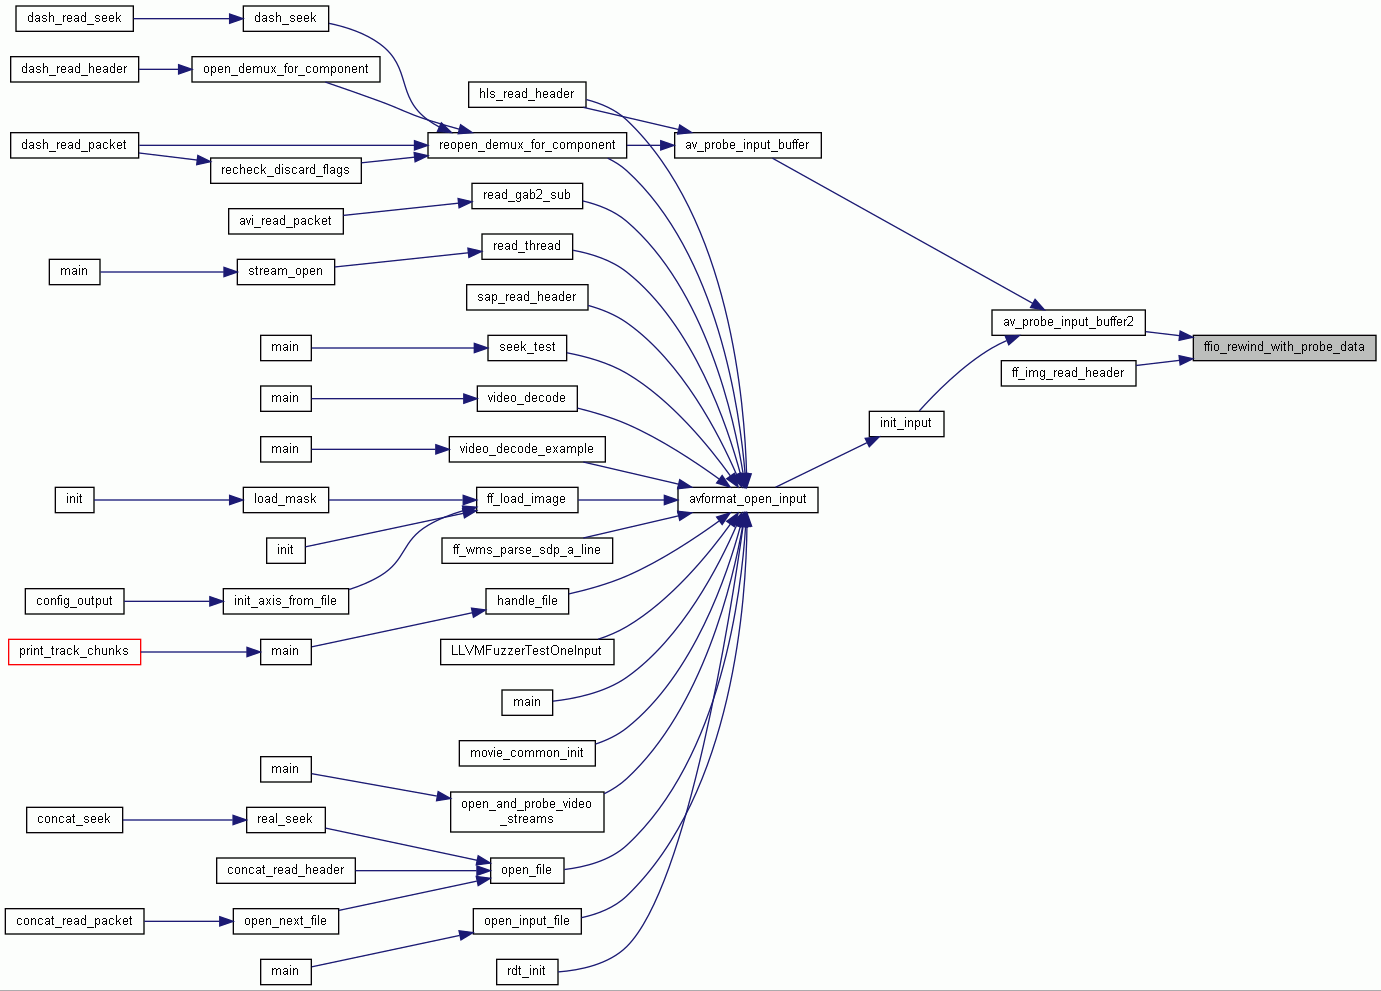 dash_read_seek
dash_seek
dash_read_header
open_demux_for_component
hls_read_header
dash_read_packet
reopen_demux_for_component
av_probe_input_buffer
recheck_discard_flags
read_gab2_sub
avi_read_packet
read_thread
main
stream_open
sap_read_header
av_probe_input_buffer2
main
seek_test
ffio_rewind_with_probe_data
ff_img_read_header
main
video_decode
init_input
main
video_decode_example
init
load_mask
ff_load_image
avformat_open_input
init
ff_wms_parse_sdp_a_line
config_output
init_axis_from_file
handle_file
print_track_chunks
main
LLVMFuzzerTestOneInput
main
movie_common_init
main
open_and_probe_video
_streams
concat_seek
real_seek
concat_read_header
open_file
concat_read_packet
open_next_file
open_input_file
main
rdt_init